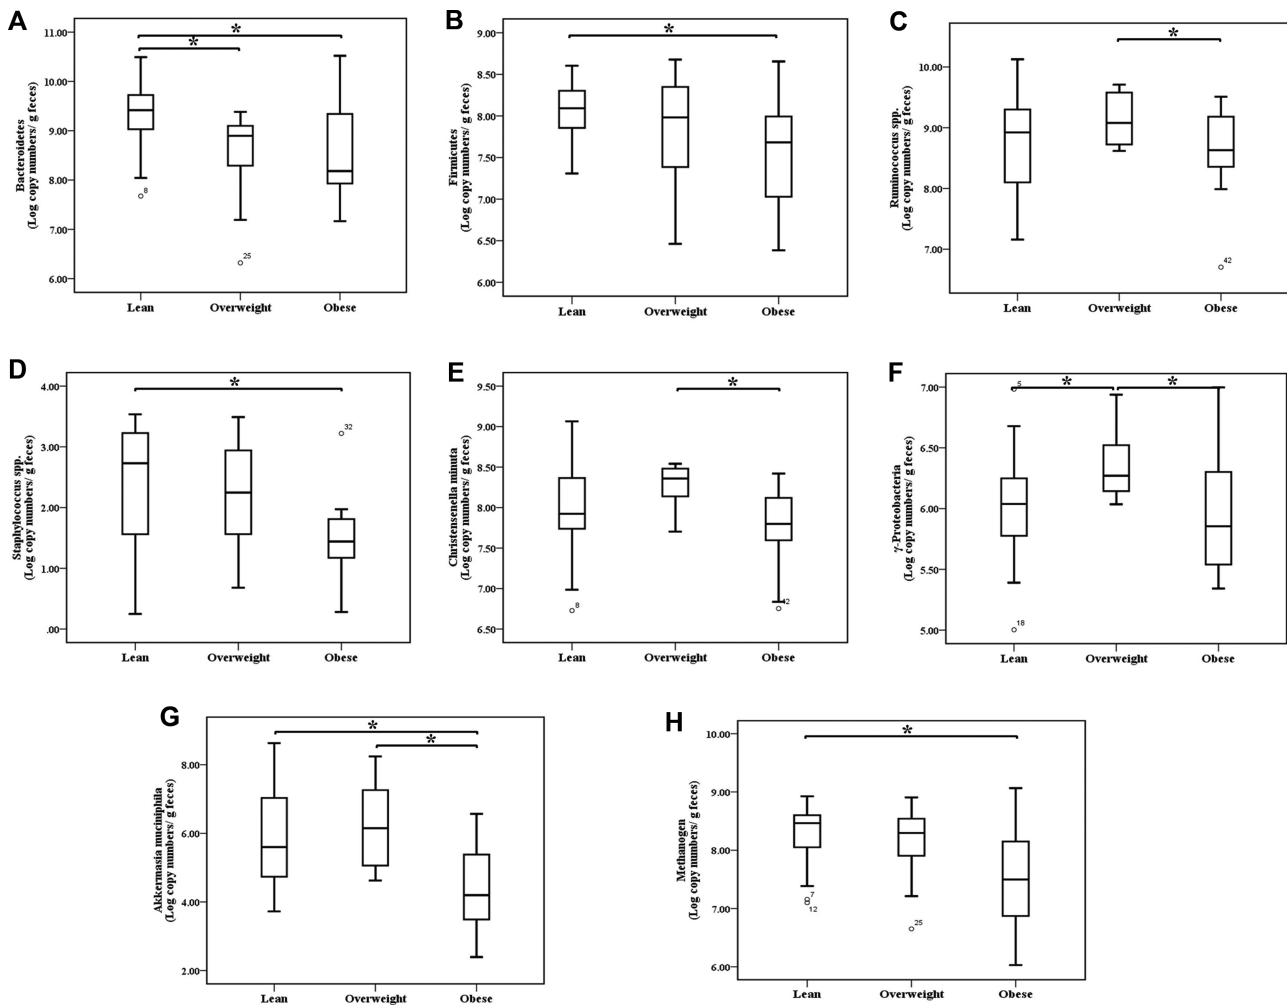 A
Bacteroidetes
(Log copy numbers/ g feces)
11.00
10.00
9.00
8.00
7.00
6.00
*
*
8
25
Lean Overweight Obese
B
Firmicutes
(Log copy numbers/ g feces)
9.00
8.50
8.00
7.50
7.00
6.50
6.00
*
Lean Overweight Obese
C
Ruminococcus spp.
(Log copy numbers/ g feces)
10.00
9.00
8.00
7.00
*
42
Lean Overweight Obese
D
Staphylococcus spp.
(Log copy numbers/ g feces)
4.00
3.00
2.00
1.00
.00
*
32
Lean Overweight Obese
E
Christensenella minuta
(Log copy numbers/ g feces)
9.50
9.00
8.50
8.00
7.50
7.00
6.50
*
8
42
Lean Overweight Obese
F
γ-Proteobacteria
(Log copy numbers/ g feces)
7.00
6.50
6.00
5.50
5.00
*
*
5
18
Lean Overweight Obese
G
Akkermasia muciniphila
(Log copy numbers/ g feces)
8.00
6.00
4.00
2.00
*
*
Lean Overweight Obese
H
Methanogen
(Log copy numbers/ g feces)
10.00
9.00
8.00
7.00
6.00
*
7
12
25
Lean Overweight Obese